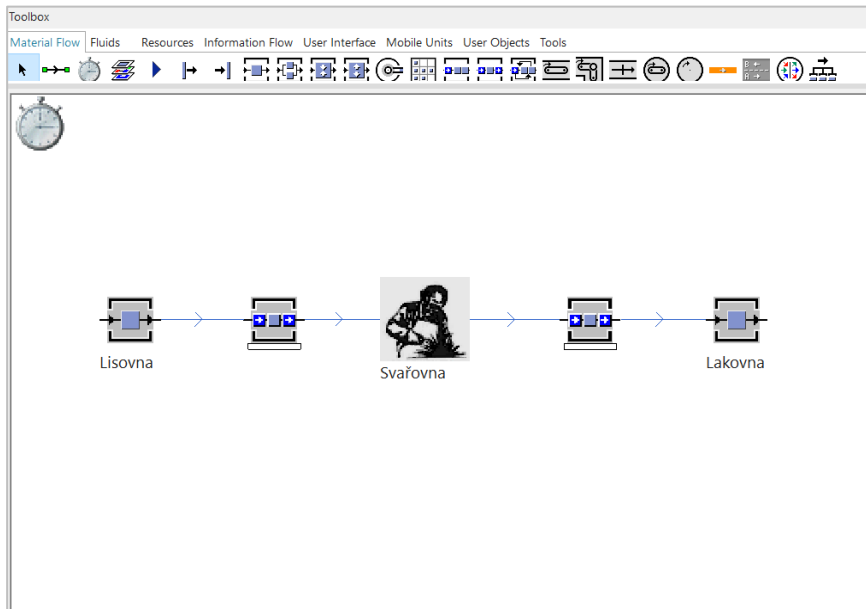 Toolbox
Material Flow Fluids Resources Information Flow User Interface Mobile Units User Objects Tools
Lisovna
Svařovna
Lakovna